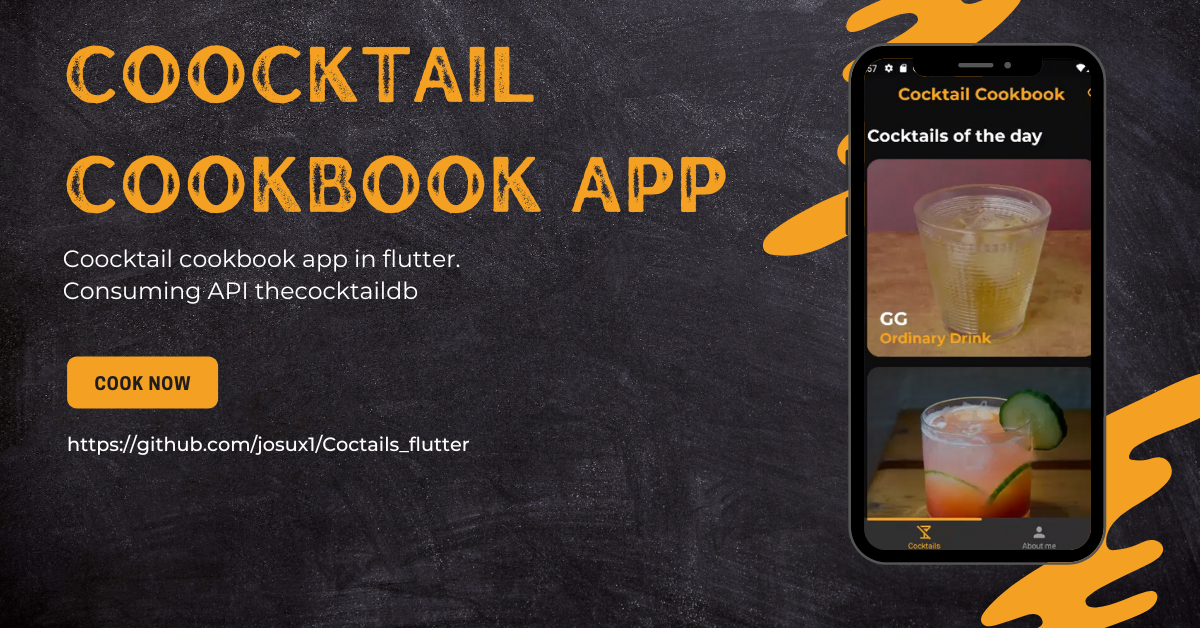 COOCKTAIL
COOKBOOK APP
Coocktail cookbook app in flutter.
Consuming API thecocktaildb
COOK NOW
https://github.com/josux1/Coctails_flutter
57
Cocktail Cookbook
Cocktails of the day
GG
Ordinary Drink
Cocktails
About me